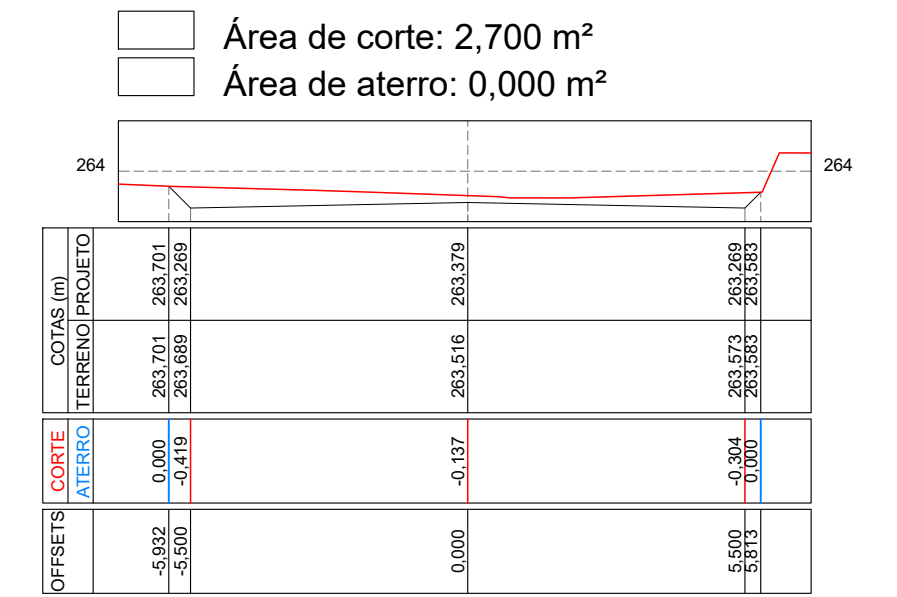 Área de corte: 2,700 m²
Área de aterro: 0,000 m²
264
264
COTAS (m)
PROJETO
263,701
263,269
263,379
263,269
263,583
TERRENO
263,701
263,689
263,516
263,573
263,583
CORTE
ATERRO
0,000
-0,419
-0,137
-0,304
0,000
OFFSETS
-5,932
-5,500
0,000
5,500
5,813